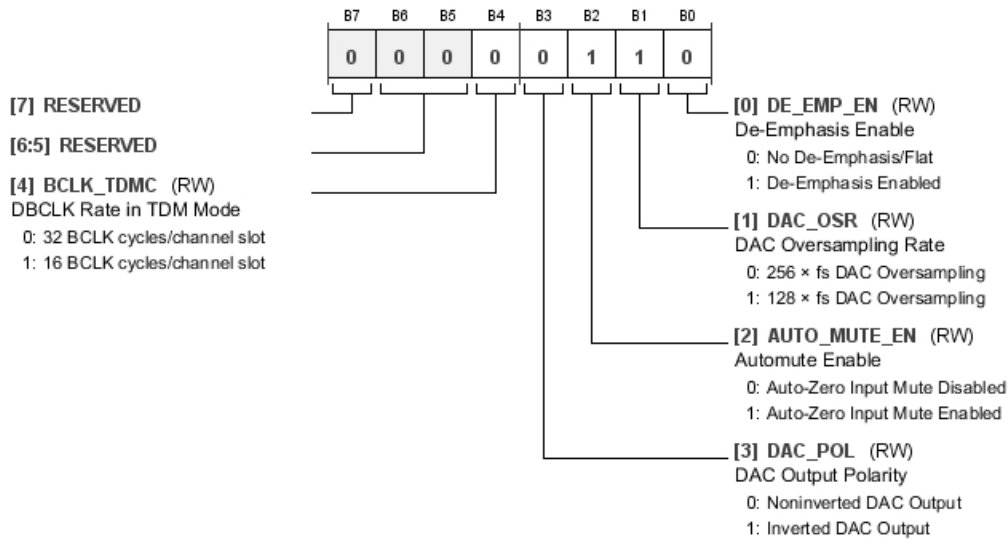 B7 B6 B5 B4 B3 B2 B1 B0
0 0 0 0 0 1 1 0
[7] RESERVED
[6:5] RESERVED
[4] BCLK_TDMC (RW)
DBCLK Rate in TDM Mode
0: 32 BCLK cycles/channel slot
1: 16 BCLK cycles/channel slot
[0] DE_EMP_EN (RW)
De-Emphasis Enable
0: No De-Emphasis/Flat
1: De-Emphasis Enabled
[1] DAC_OSR (RW)
DAC Oversampling Rate
0: 256 × fs DAC Oversampling
1: 128 × fs DAC Oversampling
[2] AUTO_MUTE_EN (RW)
Automute Enable
0: Auto-Zero Input Mute Disabled
1: Auto-Zero Input Mute Enabled
[3] DAC_POL (RW)
DAC Output Polarity
0: Noninverted DAC Output
1: Inverted DAC Output